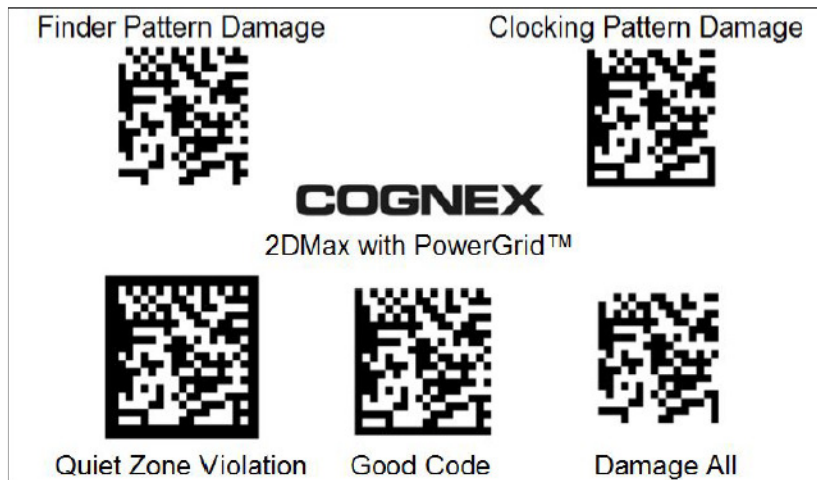 Finder Pattern Damage
Clocking Pattern Damage
COGNEX
2DMax with PowerGrid™
Quiet Zone Violation
Good Code
Damage All